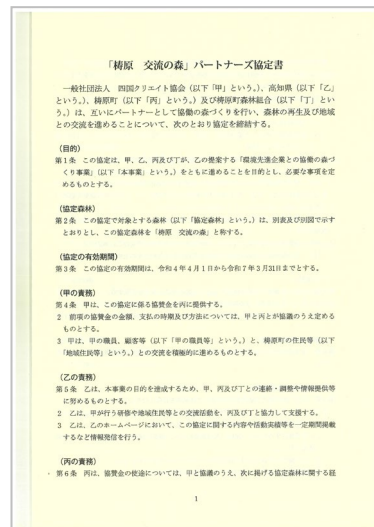 「梼原　交流の森」パートナーズ協定書
一般社団法人　四国クリエイト協会（以下「甲」という。）、高知県（以下「乙」
という。）、梼原町（以下「丙」という。）及び梼原町森林組合（以下「丁」とい
う。）は、互いにパートナーとして協働の森づくりを行い、森林の再生及び地域
との交流を進めることについて、次のとおり協定を締結する。
（目的）
第１条　この協定は、甲、乙、丙及び丁が、乙の提案する「環境先進企業との協働の森づ
くり事業」（以下「本事業」という。）をともに進めることを目的とし、必要な事項を定
めるものとする。
（協定森林）
第２条　この協定で対象とする森林（以下「協定森林」という。）は、別表及び別図で示す
とおりとし、この協定森林を「梼原　交流の森」と称する。
（協定の有効期間）
第３条　この協定の有効期間は、令和４年４月１日から令和７年３月31日までとする。
（甲の責務）
第４条　甲は、この協定に係る協賛金を丙に提供する。
２　前項の協賛金の金額、支払の時期及び方法については、甲と丙とが協議のうえ定める
ものとする。
３　甲は、甲の職員、顧客等（以下「甲の職員等」という。）と、梼原町の住民等（以下
「地域住民等」という。）との交流を積極的に進めるものとする。
（乙の責務）
第５条　乙は、本事業の目的を達成するため、甲、丙及び丁との連絡・調整や情報提供等
に努めるものとする。
２　乙は、甲が行う研修や地域住民等との交流活動を、丙及び丁と協力して支援する。
３　乙は、乙のホームページにおいて、この協定に関する内容や活動実績等を一定期間掲載
するなど情報発信を行う。
（丙の責務）
第６条　丙は、協賛金の使途については、甲と協議のうえ、次に掲げる協定森林に関する経
1